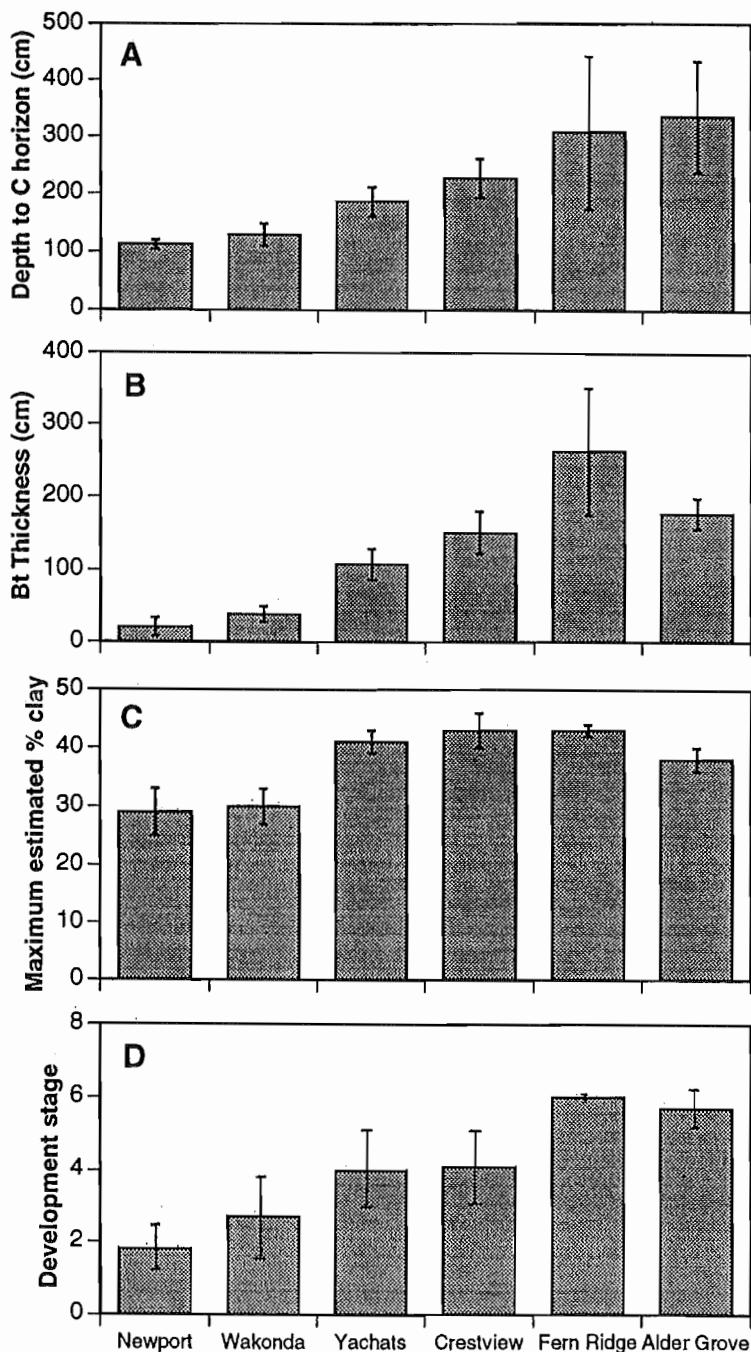 A
Depth to C horizon (cm)
500
400
300
200
100
0
B
Bt Thickness (cm)
400
300
200
100
0
C
Maximum estimated % clay
50
40
30
20
10
0
D
Development stage
8
6
4
2
0
Newport Wakonda Yachats Crestview Fern Ridge Alder Grove